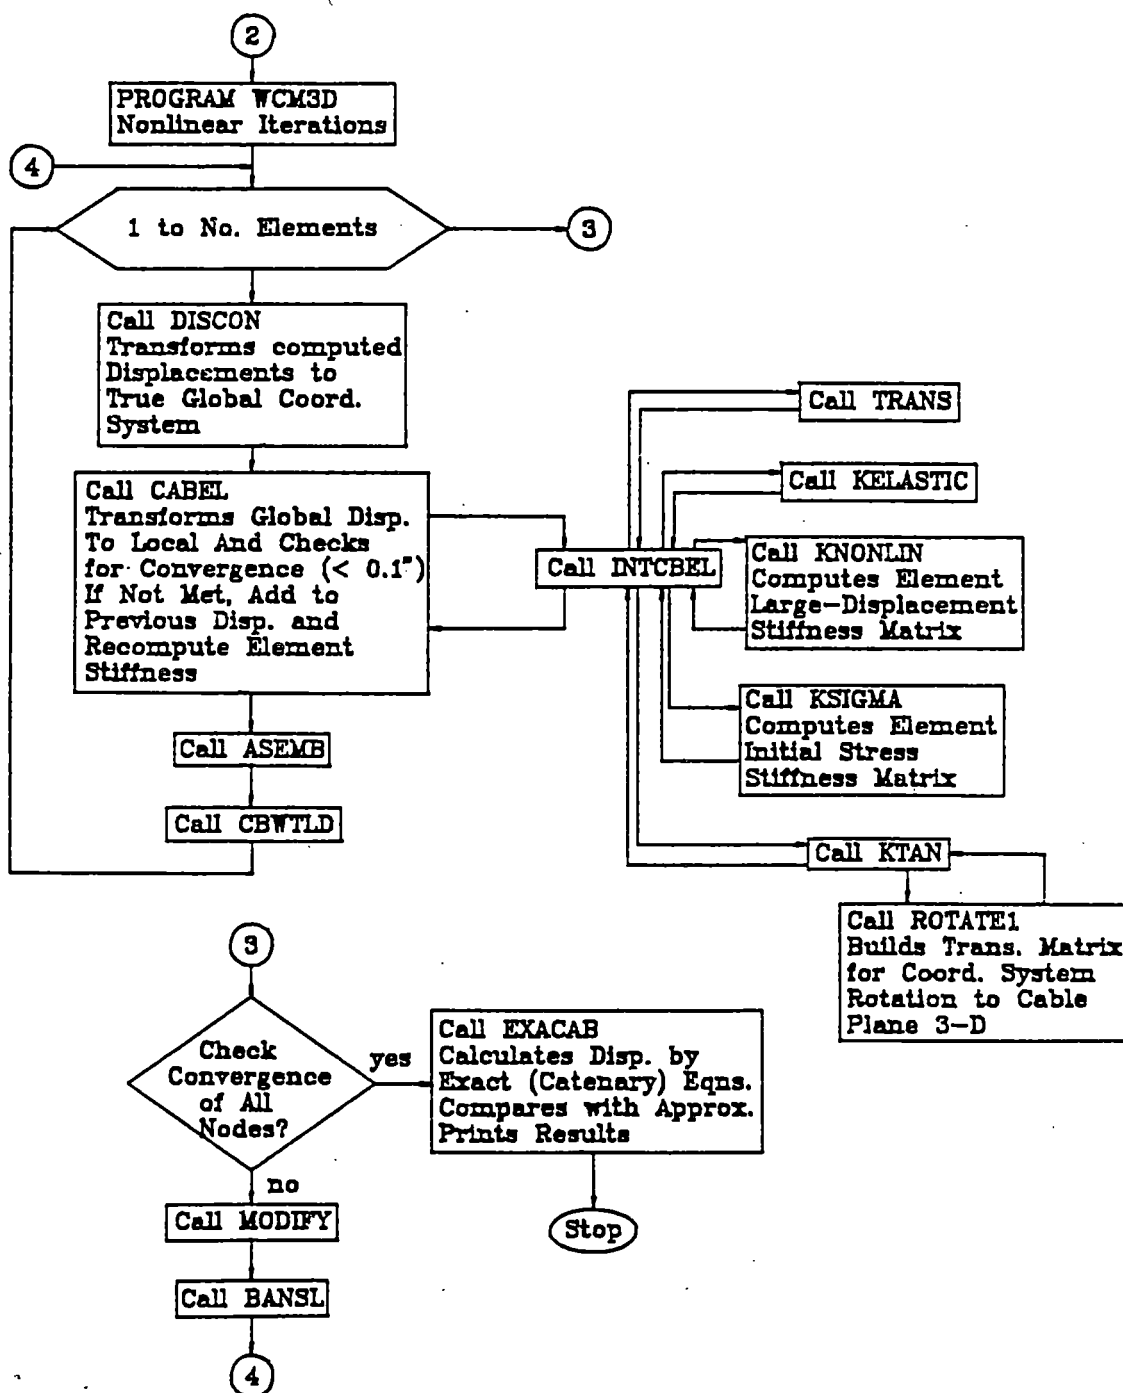 2
PROGRAM WCM3D
Nonlinear Iterations
4
1 to No. Elements
3
Call DISCON
Transforms computed
Displacements to
True Global Coord.
System
Call CABEL
Transforms Global Disp.
To Local And Checks
for Convergence (< 0.1")
If Not Met, Add to
Previous Disp. and
Recompute Element
Stiffness
Call ASEMB
Call CBWTLD
Call INTCBEL
Call TRANS
Call KELASTIC
Call KNONLIN
Computes Element
Large-Displacement
Stiffness Matrix
Call KSIGMA
Computes Element
Initial Stress
Stiffness Matrix
Call KTAN
Call ROTATE1
Builds Trans. Matrix
for Coord. System
Rotation to Cable
Plane 3-D
3
Check
Convergence
of All
Nodes?
yes
Call EXACAB
Calculates Disp. by
Exact (Catenary) Eqns.
Compares with Approx.
Prints Results
Stop
no
Call MODIFY
Call BANSL
4